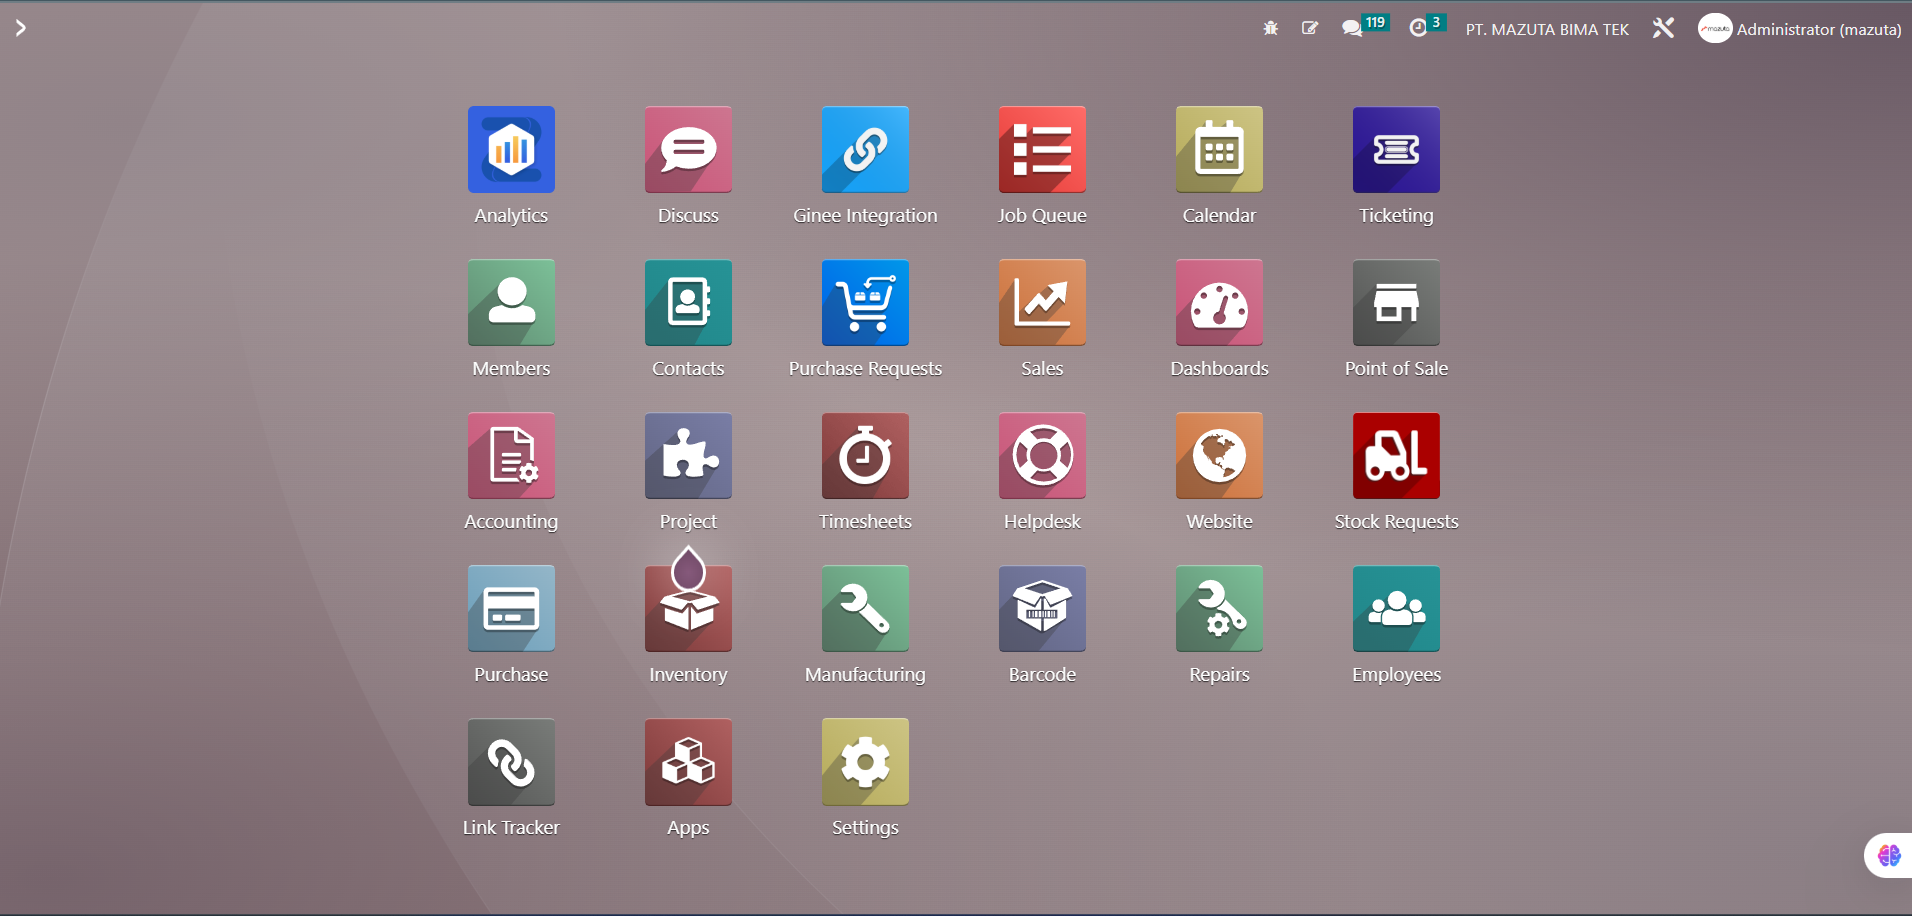 119
3
PT. MAZUTA BIMA TEK
mazuta
Administrator (mazuta)
Analytics
Discuss
Ginee Integration
Job Queue
Calendar
Ticketing
Members
Contacts
Purchase Requests
Sales
Dashboards
Point of Sale
Accounting
Project
Timesheets
Helpdesk
Website
Stock Requests
Purchase
Inventory
Manufacturing
Barcode
Repairs
Employees
Link Tracker
Apps
Settings